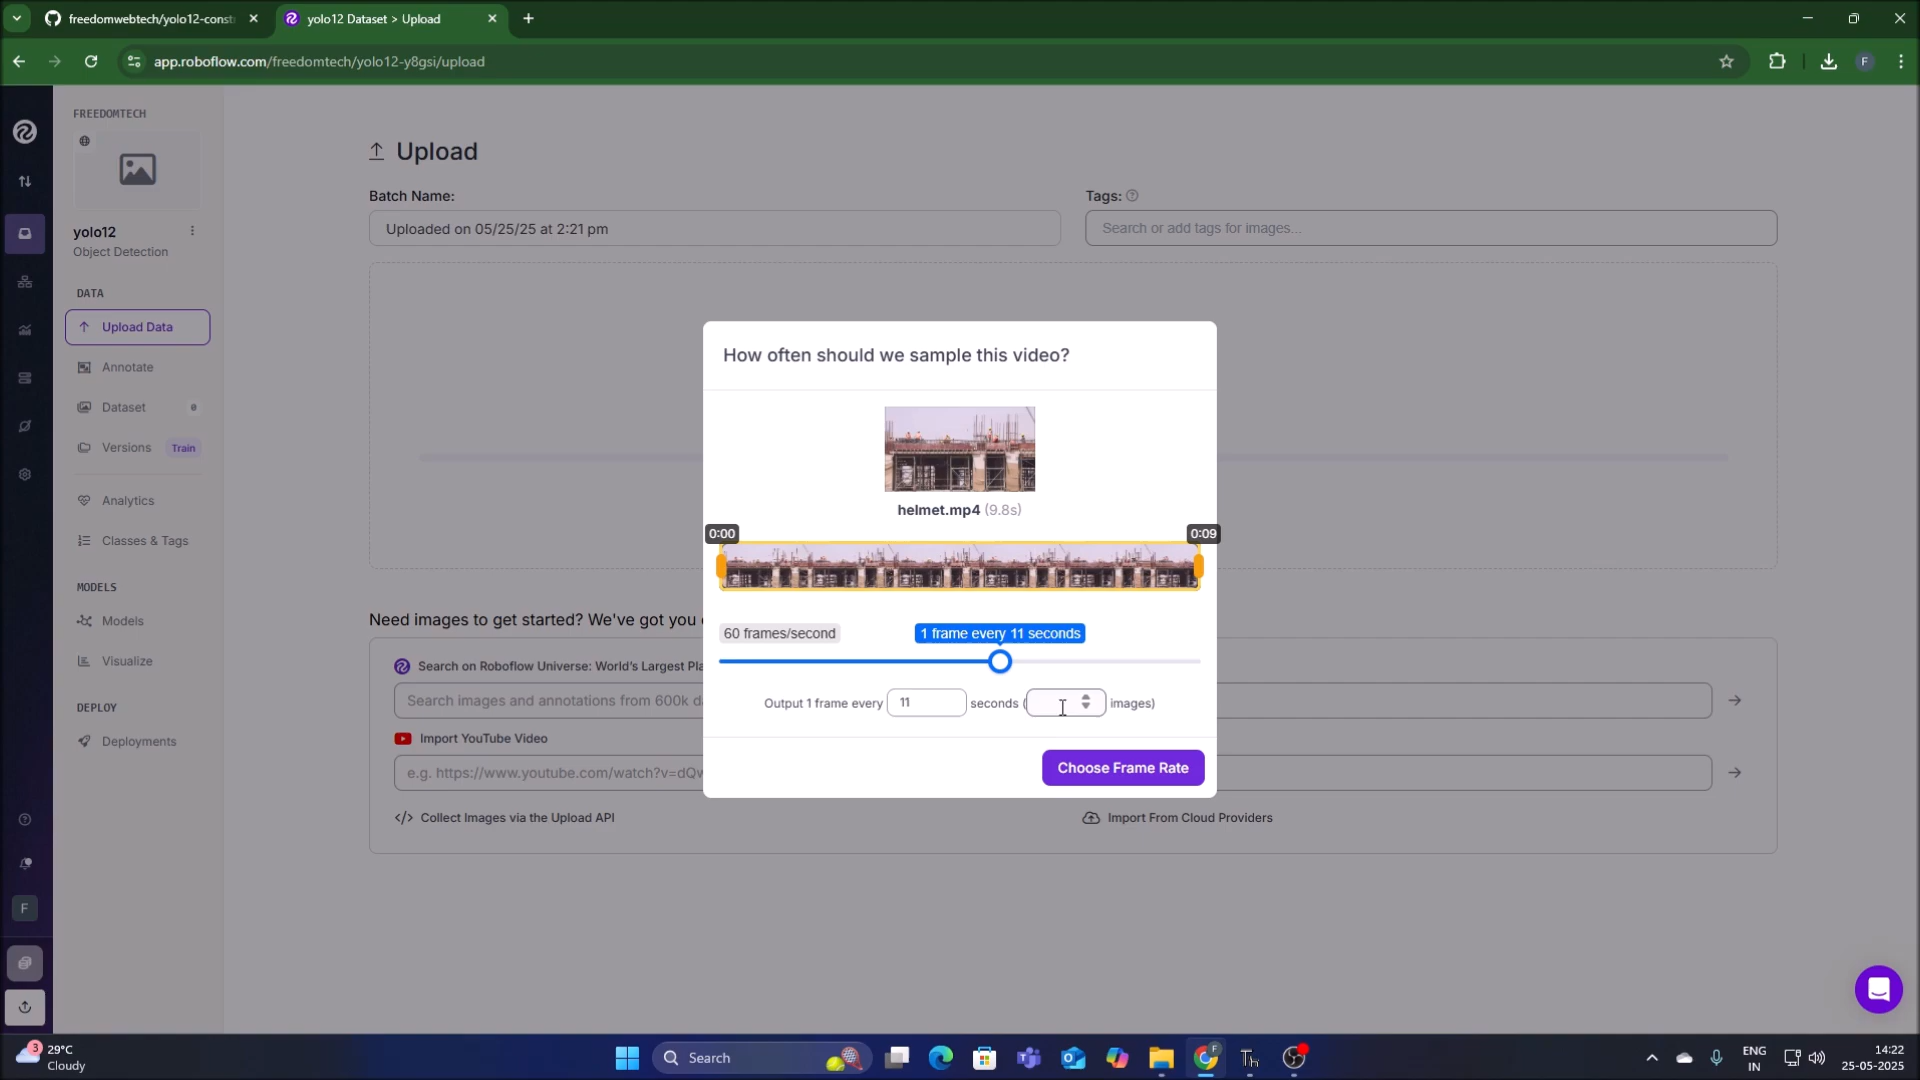 freedomwebtech/yolo12-const
yolo12 Dataset > Upload
app.roboflow.com/freedomtech/yolo12-y8gsi/upload
F
FREEDOMTECH
yolo12
Object Detection
DATA
Upload Data
Annotate
Dataset 0
Versions Train
Analytics
Classes & Tags
MODELS
Models
Visualize
DEPLOY
Deployments
F
Upload
Batch Name:
Uploaded on 05/25/25 at 2:21 pm
Tags:
Search or add tags for images...
Need images to get started? We've got you
Search on Roboflow Universe: World's Largest Pla
Search images and annotations from 600k d
Import YouTube Video
e.g. https://www.youtube.com/watch?v=dQw
Collect Images via the Upload API
Import From Cloud Providers
How often should we sample this video?
helmet.mp4 (9.8s)
0:00
0:09
60 frames/second
1 frame every 11 seconds
Output 1 frame every 11 seconds ( images)
Choose Frame Rate
3
29°C
Cloudy
Search
F
ENG
IN
14:22
25-05-2025